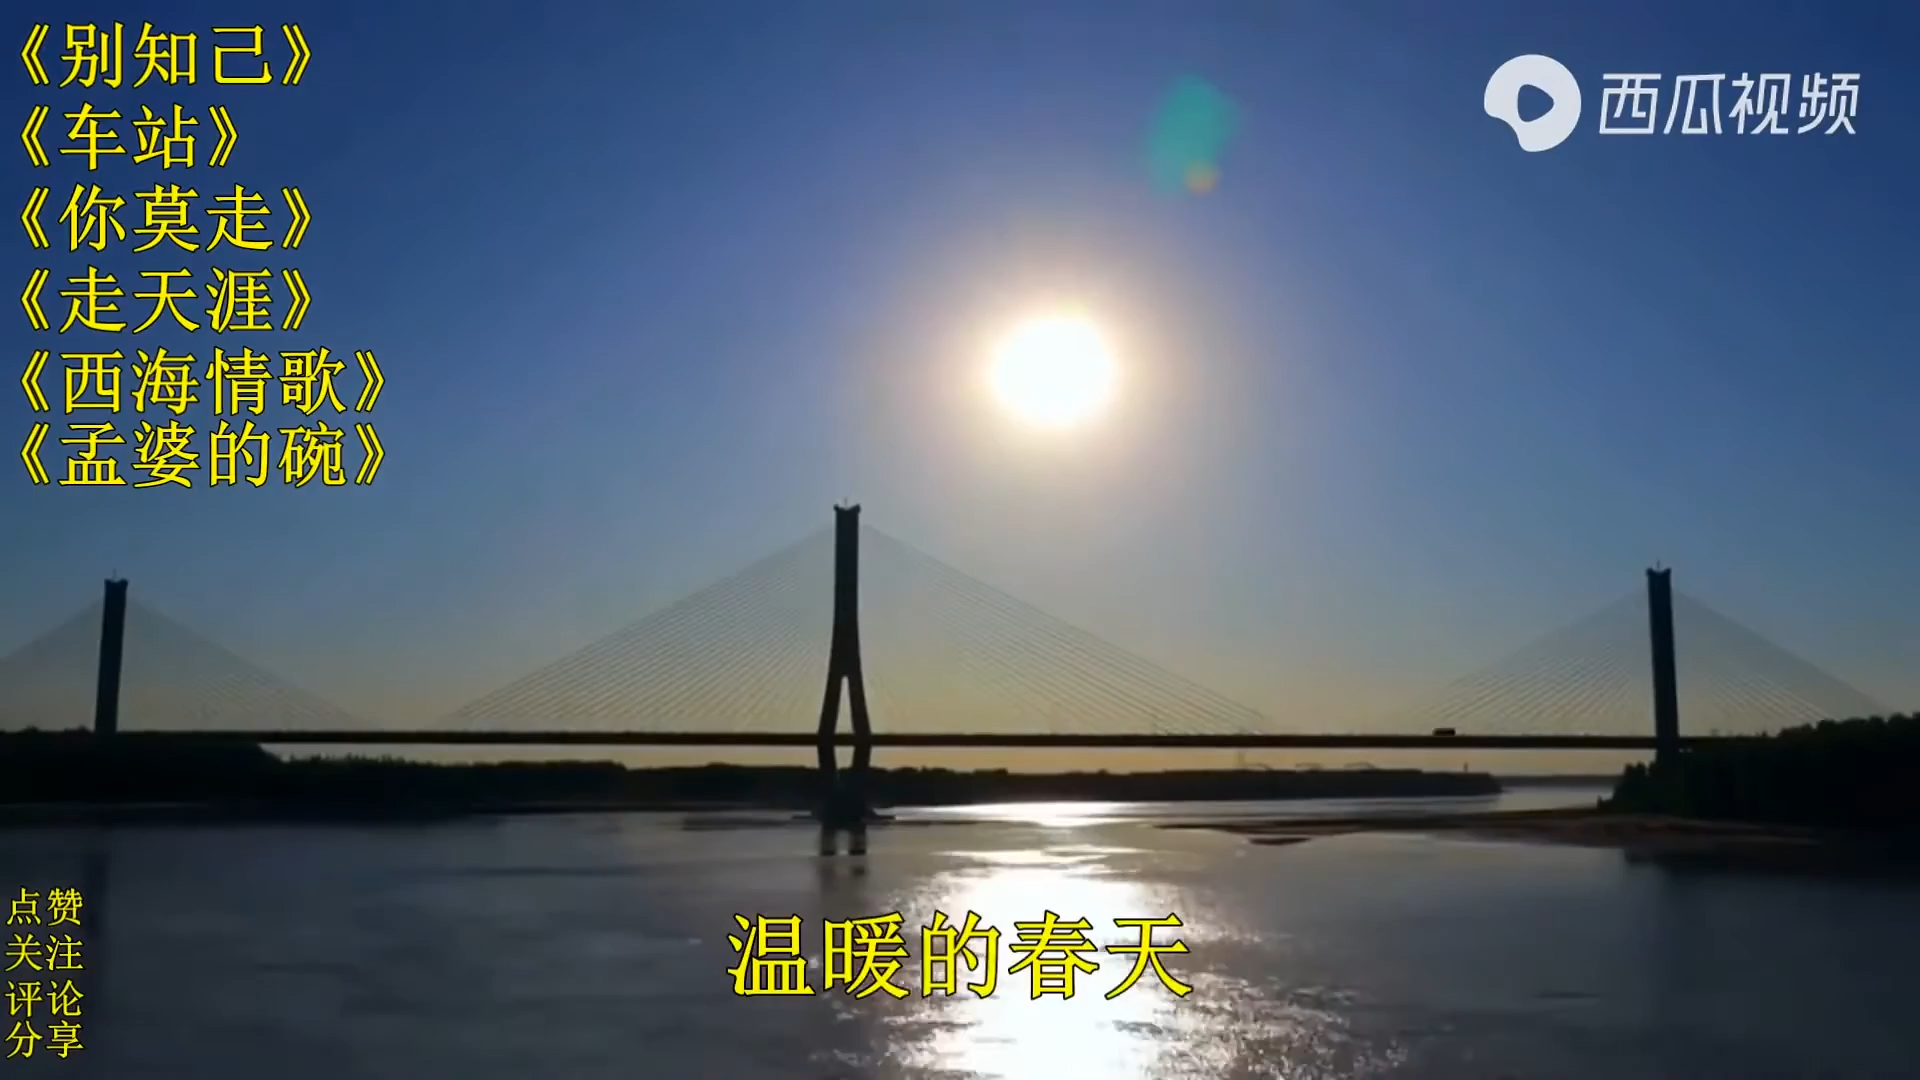 《别知己》
《车站》
《你莫走》
《走天涯》
《西海情歌》
《孟婆的碗》
西瓜视频
温暖的春天
点赞
关注
评论
分享